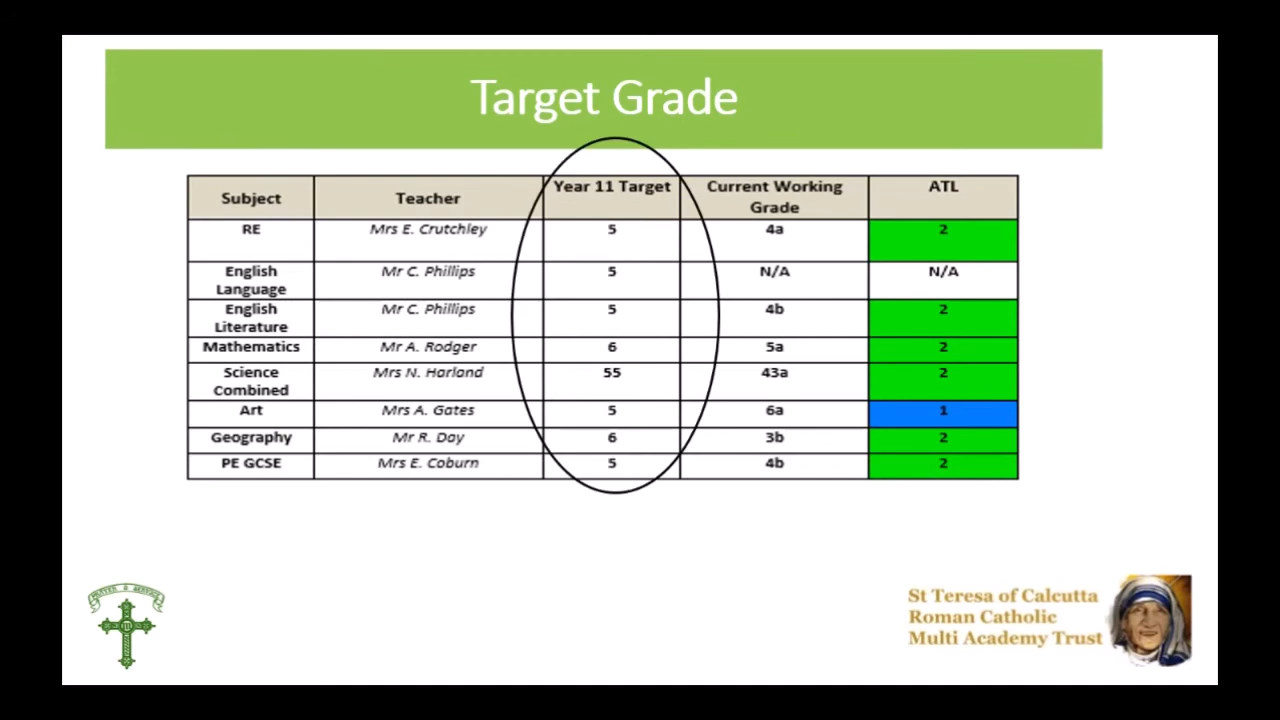 Target Grade
Subject Teacher Year 11 Target Current Working Grade ATL
RE Mrs E. Crutchley 5 4a 2
English Language Mr C. Phillips 5 N/A N/A
English Literature Mr C. Phillips 5 4b 2
Mathematics Mr A. Rodger 6 5a 2
Science Combined Mrs N. Harland 55 43a 2
Art Mrs A. Gates 5 6a 1
Geography Mr R. Day 6 3b 2
PE GCSE Mrs E. Coburn 5 4b 2
St Teresa of Calcutta
Roman Catholic
Multi Academy Trust